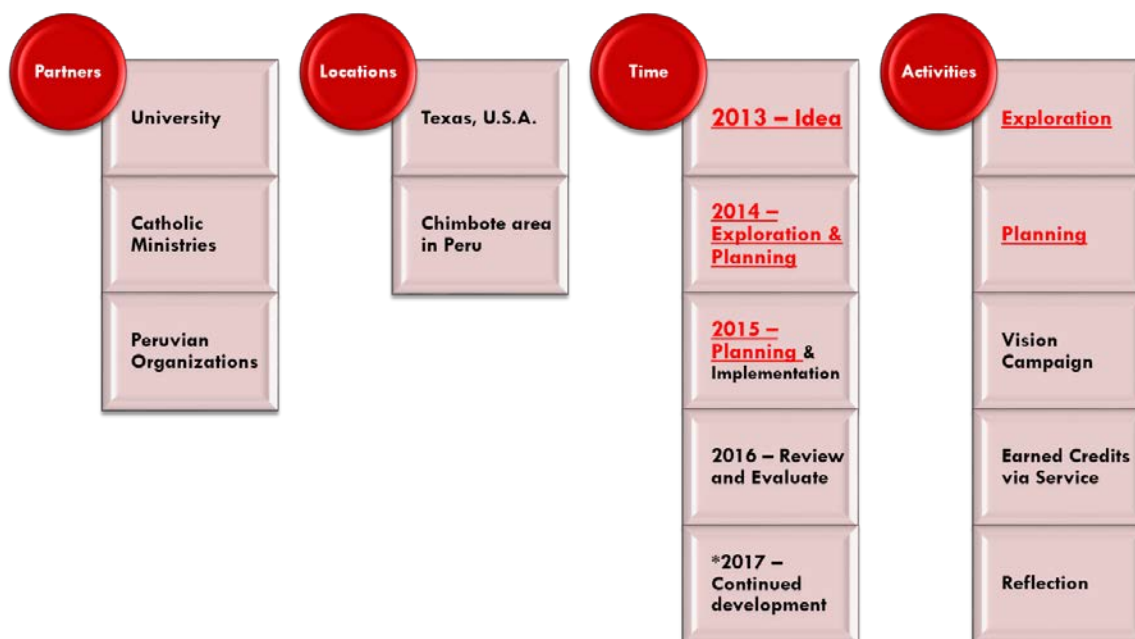 Partners
University
Catholic
Ministries
Peruvian
Organizations
Locations
Texas, U.S.A.
Chimbote area
in Peru
Time
2013 – Idea
2014 –
Exploration &
Planning
2015 –
Planning &
Implementation
2016 – Review
and Evaluate
*2017 –
Continued
development
Activities
Exploration
Planning
Vision
Campaign
Earned Credits
via Service
Reflection